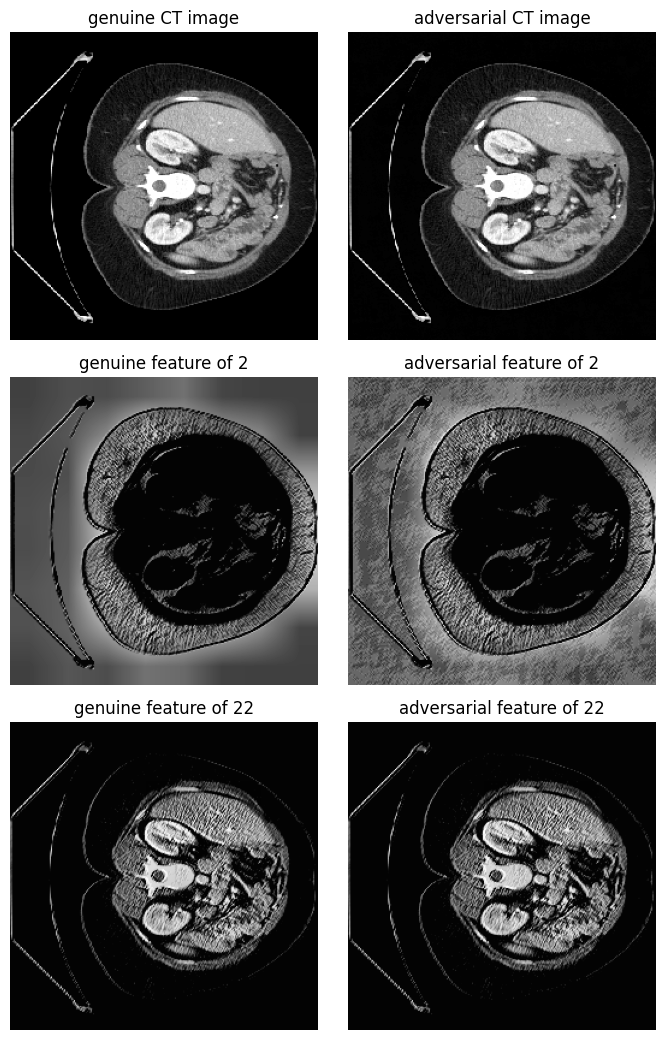 genuine CT image
adversarial CT image
genuine feature of 2
adversarial feature of 2
genuine feature of 22
adversarial feature of 22